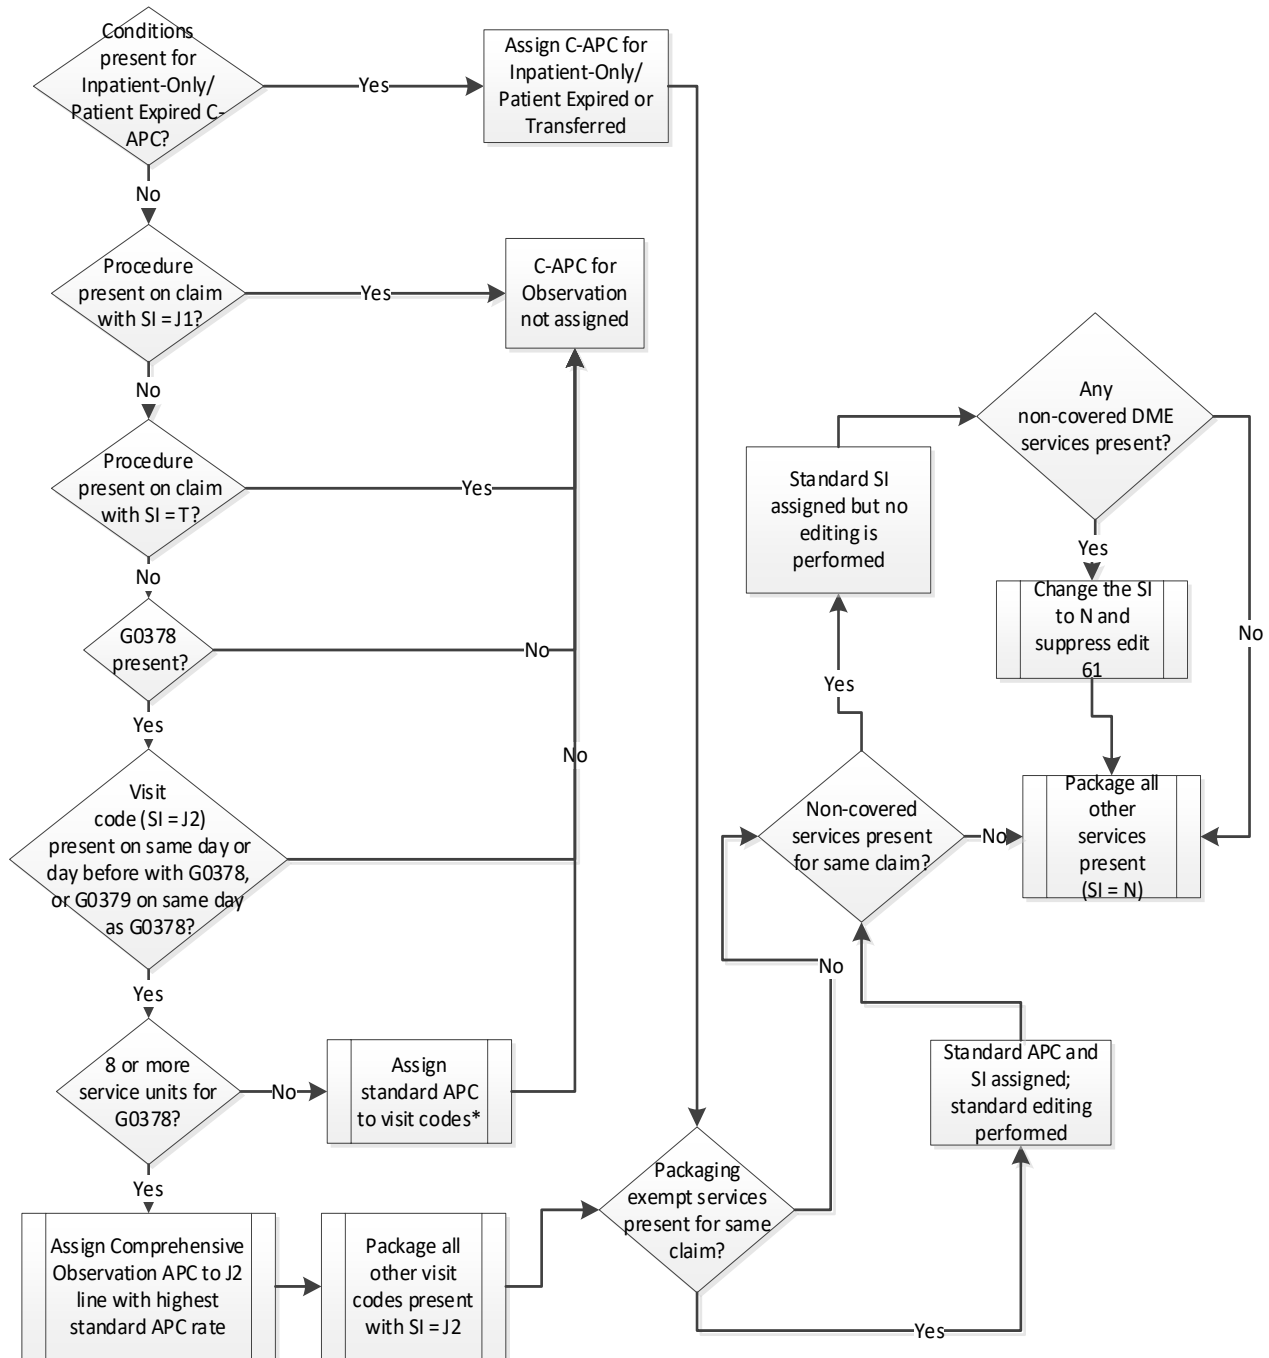 Conditions
present for
Inpatient-Only/
Patient Expired C-
APC?
Yes
Assign C-APC for
Inpatient-Only/
Patient Expired or
Transferred
No
Procedure
present on claim
with SI = J1?
Yes
C-APC for
Observation
not assigned
No
Procedure
present on claim
with SI = T?
Yes
No
G0378
present?
No
Yes
Visit
code (SI = J2)
present on same day or
day before with G0378,
or G0379 on same day
as G0378?
No
Yes
8 or more
service units for
G0378?
No
Assign
standard APC
to visit codes*
Yes
Assign Comprehensive
Observation APC to J2
line with highest
standard APC rate
Package all
other visit
codes present
with SI = J2
Packaging
exempt services
present for same
claim?
No
Yes
Standard APC and
SI assigned;
standard editing
performed
Non-covered
services present
for same claim?
No
Yes
Standard SI
assigned but no
editing is
performed
Any
non-covered DME
services present?
Yes
No
Change the SI
to N and
suppress edit
61
Package all
other
services
present
(SI = N)